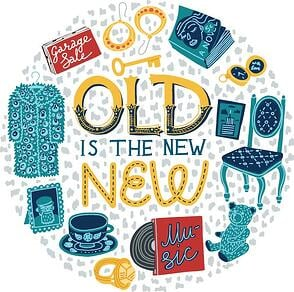 Garage
Sale
OLD
IS THE NEW
NEW
Mu-
sic